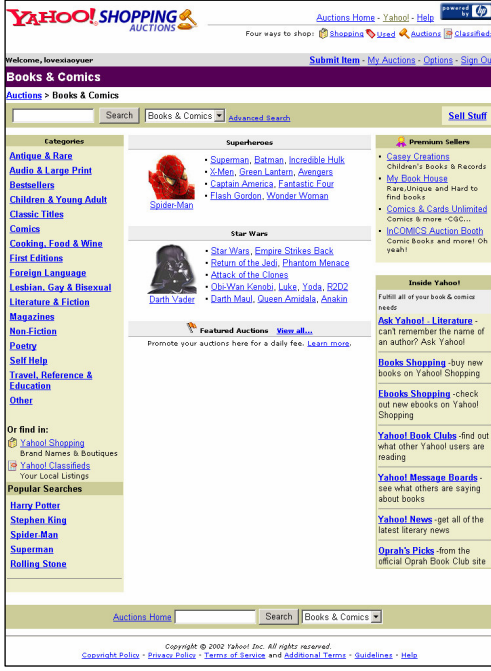 YAHOO! SHOPPING
AUCTIONS
Auctions Home - Yahoo! - Help
powered by hp
Four ways to shop: Shopping Used Auctions Classified
Welcome, lovexiaoyuer
Submit Item - My Auctions - Options - Sign Ou
Books & Comics
Auctions > Books & Comics
Search Books & Comics Advanced Search
Sell Stuff
Categories
Antique & Rare
Audio & Large Print
Bestsellers
Children & Young Adult
Classic Titles
Comics
Cooking, Food & Wine
First Editions
Foreign Language
Lesbian, Gay & Bisexual
Literature & Fiction
Magazines
Non-Fiction
Poetry
Self Help
Travel, Reference &
Education
Other
Or find in:
Yahoo! Shopping
Brand Names & Boutiques
Yahoo! Classifieds
Your Local Listings
Popular Searches
Harry Potter
Stephen King
Spider-Man
Superman
Rolling Stone
Superheroes
Spider-Man
• Superman, Batman, Incredible Hulk
• X-Men, Green Lantern, Avengers
• Captain America, Fantastic Four
• Flash Gordon, Wonder Woman
Star Wars
Darth Vader
• Star Wars, Empire Strikes Back
• Return of the Jedi, Phantom Menace
• Attack of the Clones
• Obi-Wan Kenobi, Luke, Yoda, R2D2
• Darth Maul, Queen Amidala, Anakin
Featured Auctions View all...
Promote your auctions here for a daily fee. Learn more.
Premium Sellers
• Casey Creations
Children's Books & Records
• My Book House
Rare,Unique and Hard to
find books
• Comics & Cards Unlimited
Comics & more -CGC...
• InCOMICS Auction Booth
Comic Books and more! Oh
yeah!
Inside Yahoo!
Fulfill all of your book & comics
needs
Ask Yahoo! - Literature -
can't remember the name of
an author? Ask Yahoo!
Books Shopping -buy new
books on Yahoo! Shopping
Ebooks Shopping -check
out new ebooks on Yahoo!
Shopping
Yahoo! Book Clubs -find out
what other Yahoo! users are
reading
Yahoo! Message Boards -
see what others are saying
about books
Yahoo! News -get all of the
latest literary news
Oprah's Picks -from the
official Oprah Book Club site
Auctions Home Search Books & Comics
Copyright © 2002 Yahoo! Inc. All rights reserved.
Copyright Policy - Privacy Policy - Terms of Service and Additional Terms - Guidelines - Help